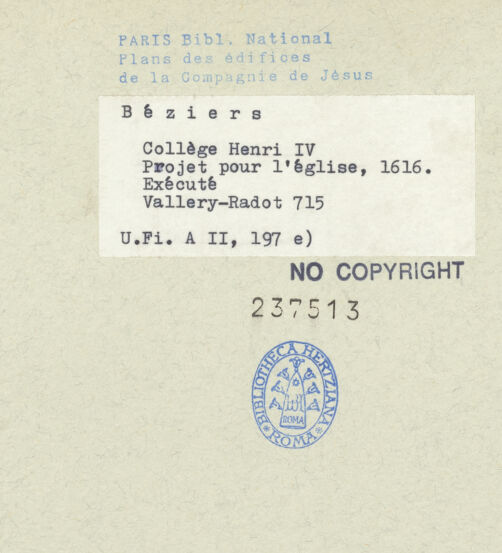 PARIS Bibl. National
Plans des édifices
de la Compagnie de Jésus
Béziers
Collège Henri IV
Projet pour l'église, 1616.
Exécuté
Vallery-Radot 715
U.Fi. A II, 197 e)
NO COPYRIGHT
237513
BIBLIOTHECA HERTZIANA
ROMA
ROMA